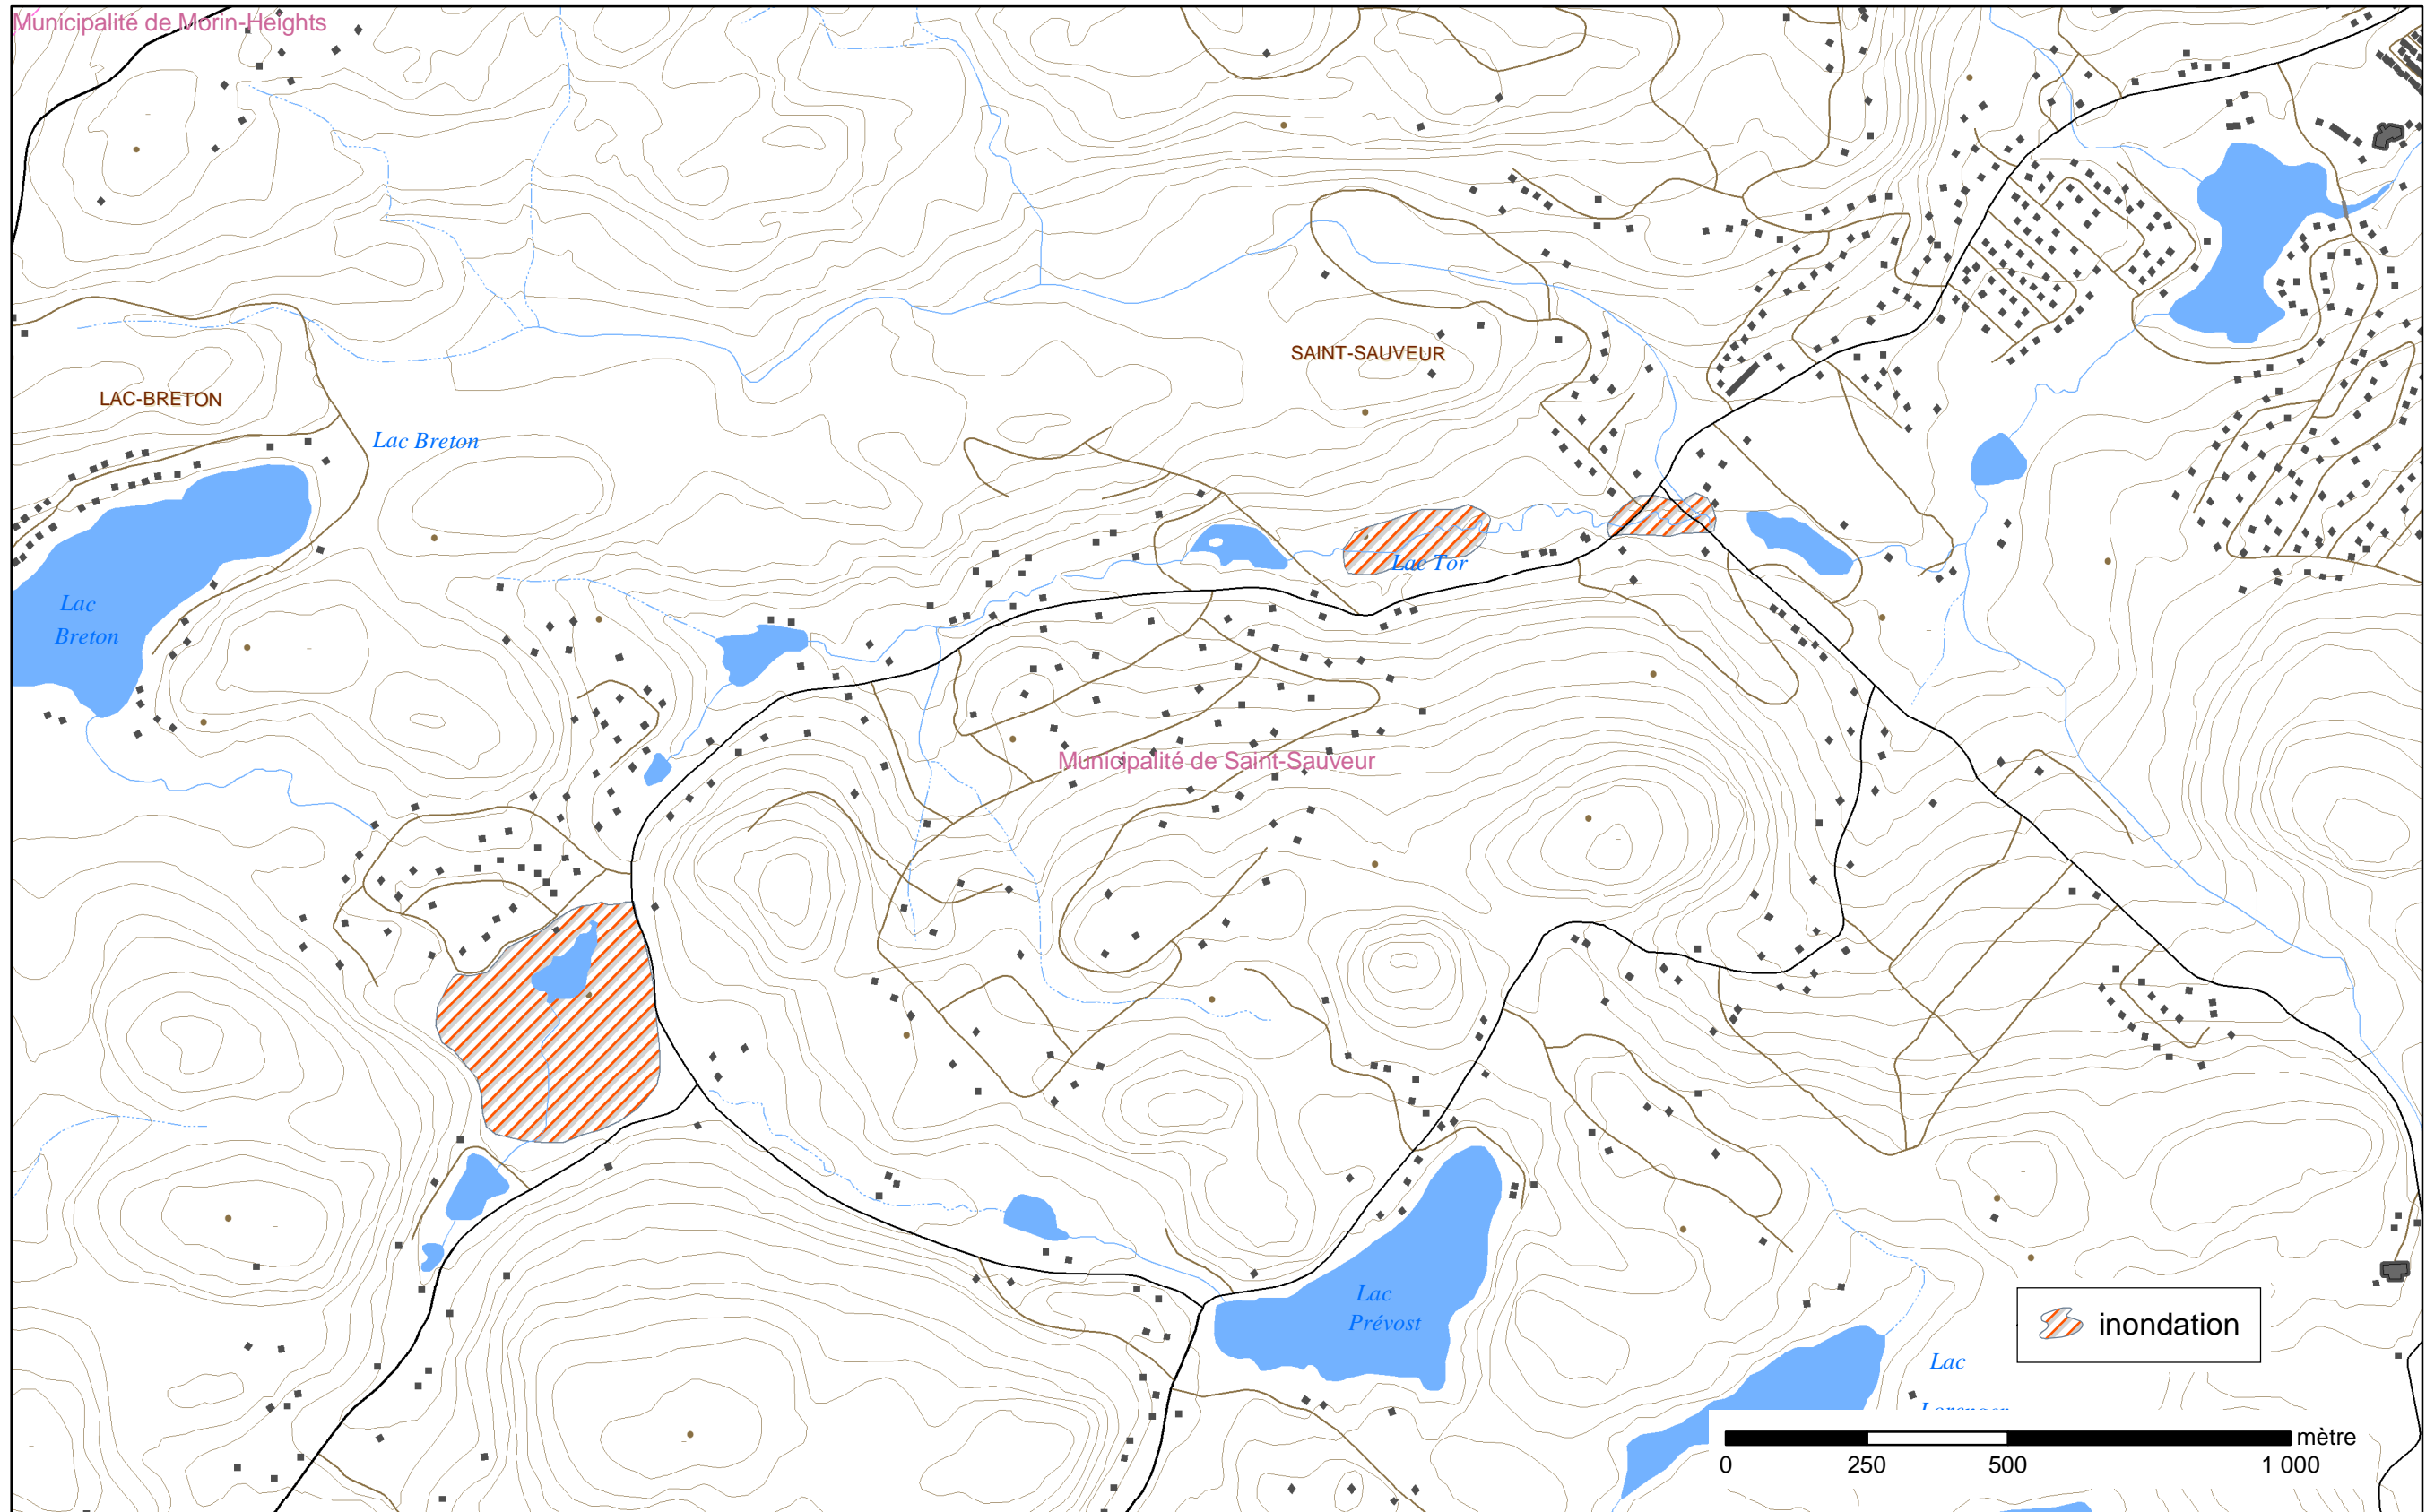 Municipalité de Morin-Heights
SAINT-SAUVEUR
LAC-BRETON
Lac Breton
Lac Tor
Lac
Breton
Municipalité de Saint-Sauveur
Lac
Prévost
inondation
Lac
mètre
0 250 500 1 000